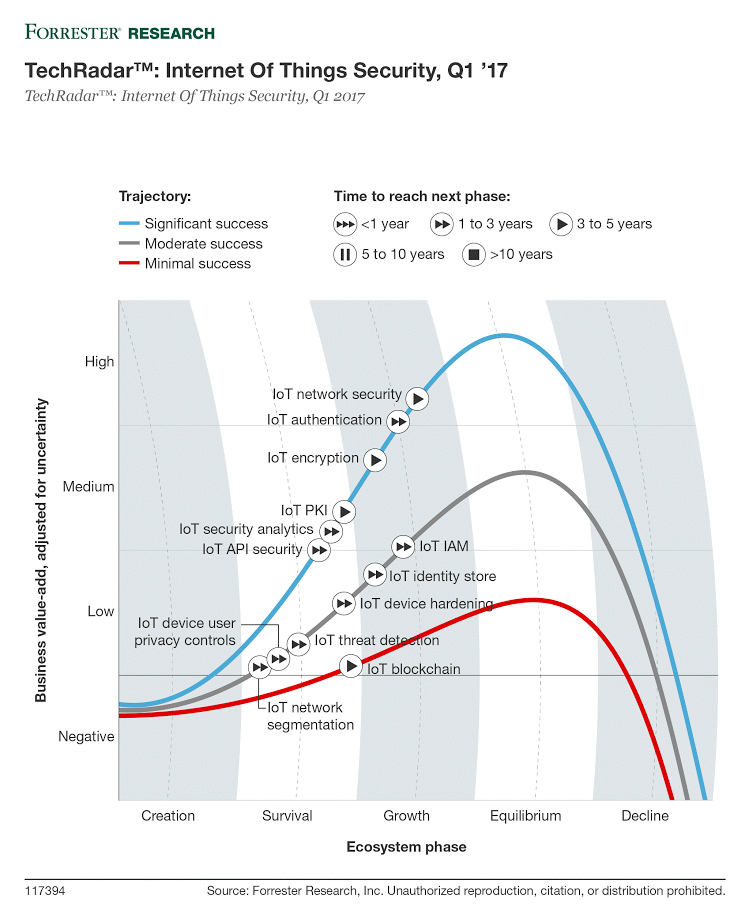 FORRESTER® RESEARCH
TechRadar™: Internet Of Things Security, Q1 ’17
TechRadar™: Internet Of Things Security, Q1 2017
Trajectory:
Significant success
Moderate success
Minimal success
Time to reach next phase:
<1 year
1 to 3 years
3 to 5 years
5 to 10 years
>10 years
Business value-add, adjusted for uncertainty
High
Medium
Low
Negative
IoT network security
IoT authentication
IoT encryption
IoT PKI
IoT security analytics
IoT API security
IoT IAM
IoT identity store
IoT device hardening
IoT device user
privacy controls
IoT threat detection
IoT blockchain
IoT network
segmentation
Creation
Survival
Growth
Equilibrium
Decline
Ecosystem phase
117394
Source: Forrester Research, Inc. Unauthorized reproduction, citation, or distribution prohibited.